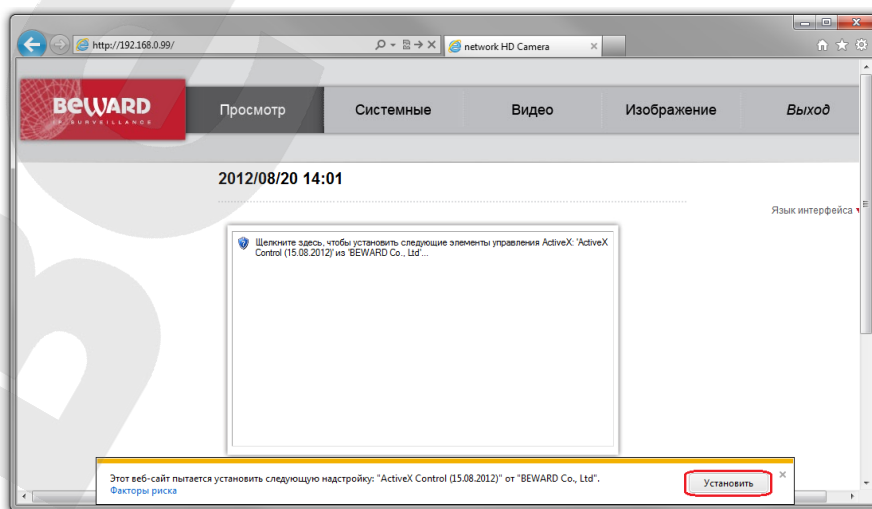 http://192.168.0.99/
network HD Camera
BEWARD
IP SURVEILLANCE
Просмотр
Системные
Видео
Изображение
Выход
2012/08/20 14:01
Язык интерфейса
Щелкните здесь, чтобы установить следующие элементы управления ActiveX: 'ActiveX
Control (15.08.2012)' из 'BEWARD Co., Ltd'...
Этот веб-сайт пытается установить следующую надстройку: "ActiveX Control (15.08.2012)" от "BEWARD Co., Ltd".
Факторы риска
Установить